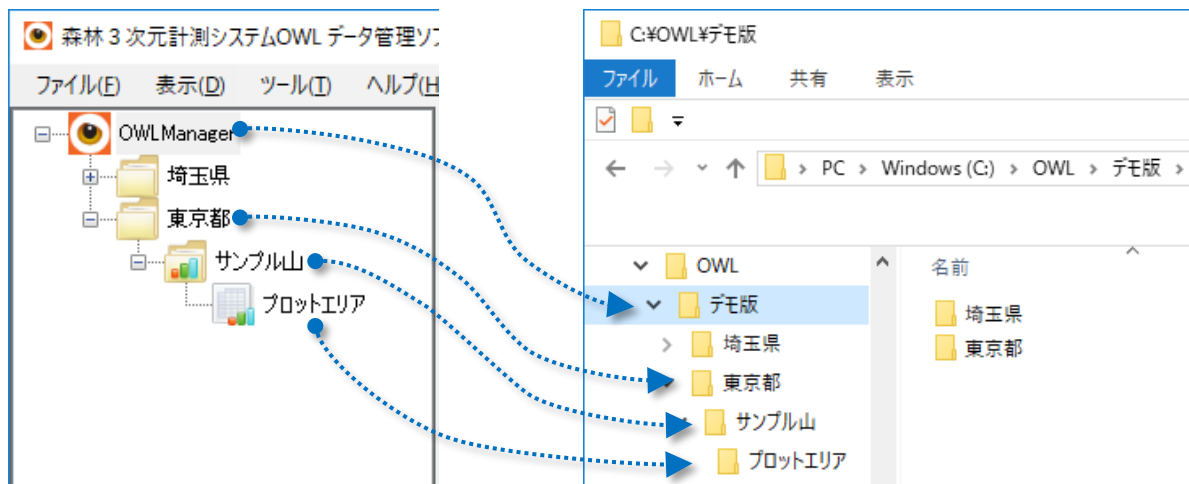 森林３次元計測システムOWL データ管理ソフ
ファイル(F) 表示(D) ツール(T) ヘルプ(H
OWLManager
埼玉県
東京都
サンプル山
プロットエリア
C:¥OWL¥デモ版
ファイル ホーム 共有 表示
PC > Windows (C:) > OWL > デモ版 >
OWL
デモ版
埼玉県
東京都
サンプル山
プロットエリア
名前
埼玉県
東京都